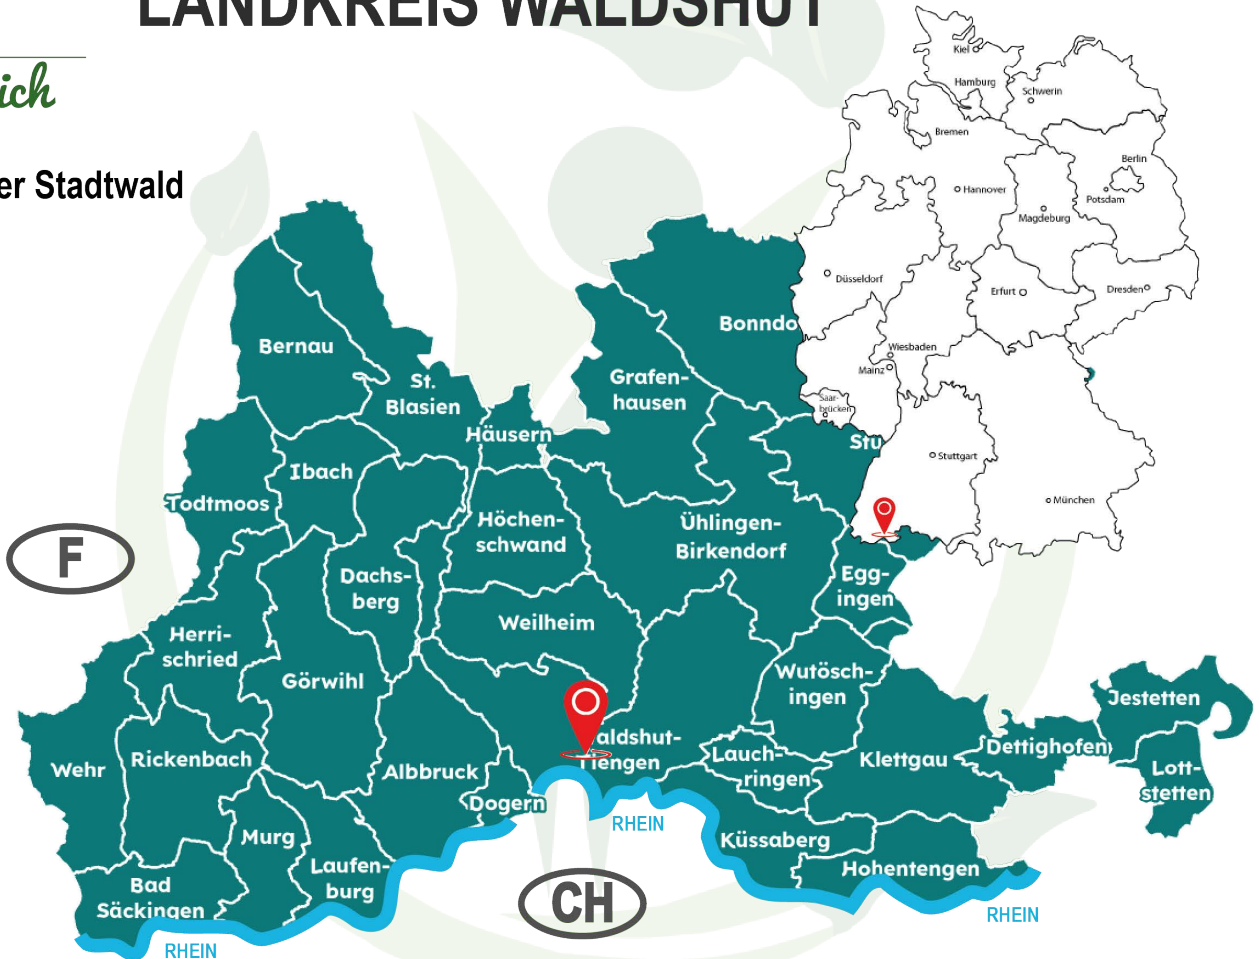 LANDKREIS WALDSHUT
ich
er Stadtwald
Kiel
Hamburg
Schwerin
Bremen
Berlin
Hannover
Potsdam
Magdeburg
Düsseldorf
Erfurt
Dresden
Wiesbaden
Mainz
Saar-
brücken
Stuttgart
München
Bonndo
Bernau
St.
Blasien
Grafen-
hausen
Stu
Häusern
Ibach
Todtmoos
Höchen-
schwand
Ühlingen-
Birkendorf
F
Dachs-
berg
Egg-
ingen
Weilheim
Herri-
schried
Görwihl
Wutösch-
ingen
Jestetten
aldshut-
Tiengen
Lauch-
ringen
Klettgau
Dettighofen
Wehr
Rickenbach
Albbruck
Lott-
stetten
Dogern
RHEIN
Murg
Küssaberg
Laufen-
burg
Hohentengen
Bad
Säckingen
CH
RHEIN
RHEIN